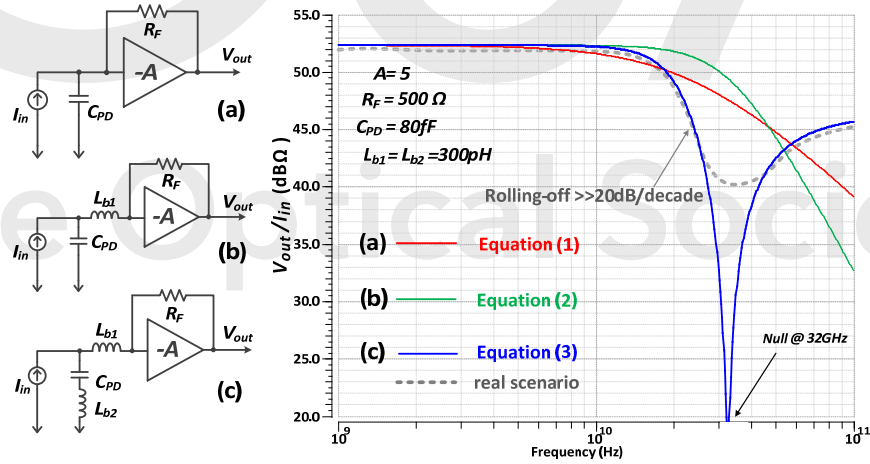 R_F
V_out
-A
I_in
C_PD
(a)
L_b1
R_F
V_out
-A
I_in
C_PD
(b)
L_b1
R_F
V_out
-A
I_in
C_PD
L_b2
(c)
V_out / I_in (dBΩ)
55.0
50.0
45.0
40.0
35.0
30.0
25.0
20.0
A= 5
R_F = 500 Ω
C_PD = 80fF
L_b1 = L_b2 =300pH
Rolling-off >>20dB/decade
(a) Equation (1)
(b) Equation (2)
(c) Equation (3)
real scenario
Null @ 32GHz
10^9
10^10
10^11
Frequency (Hz)
e Optical Socie